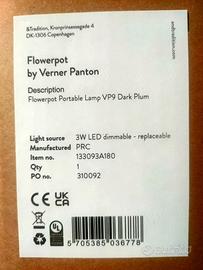 &Tradition, Kronprinsessegade 4
DK-1306 Copenhagen
andtradition.com
Flowerpot
by Verner Panton
Description
Flowerpot Portable Lamp VP9 Dark Plum
Light source 3W LED dimmable - replaceable
Manufactured PRC
Item no 133093A180
Qty 1
PO 310092
CE UK CA
5 705385 036778